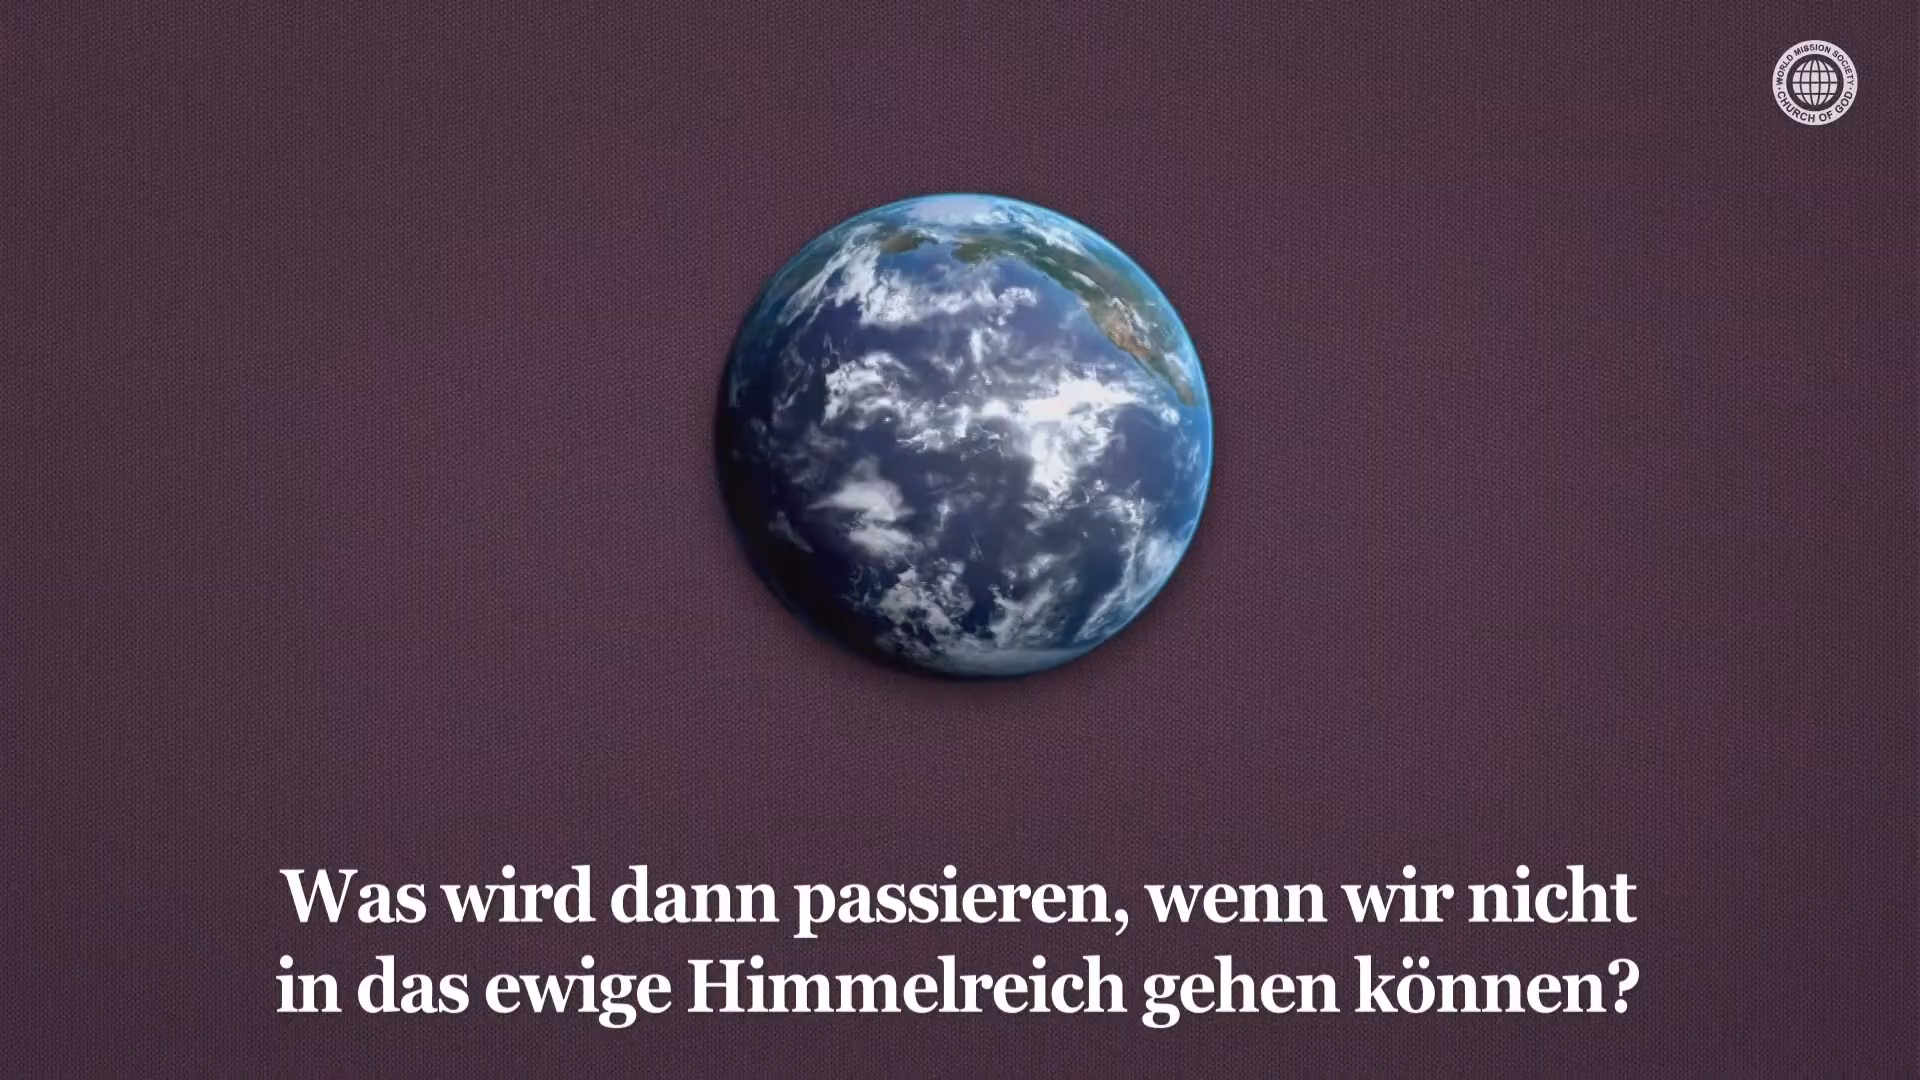 WORLD MISSION SOCIETY
CHURCH OF GOD
Was wird dann passieren, wenn wir nicht
in das ewige Himmelreich gehen können?